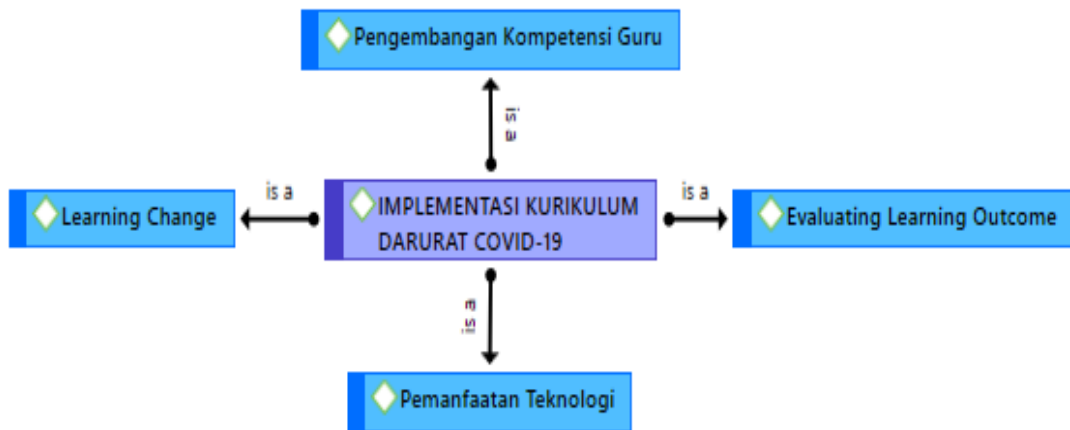 Pengembangan Kompetensi Guru
is a
Learning Change
is a
IMPLEMENTASI KURIKULUM
DARURAT COVID-19
is a
Evaluating Learning Outcome
is a
Pemanfaatan Teknologi